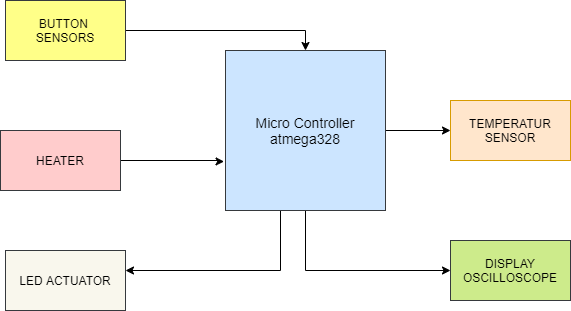 BUTTON
SENSORS
Micro Controller
atmega328
TEMPERATUR
SENSOR
HEATER
LED ACTUATOR
DISPLAY
OSCILLOSCOPE